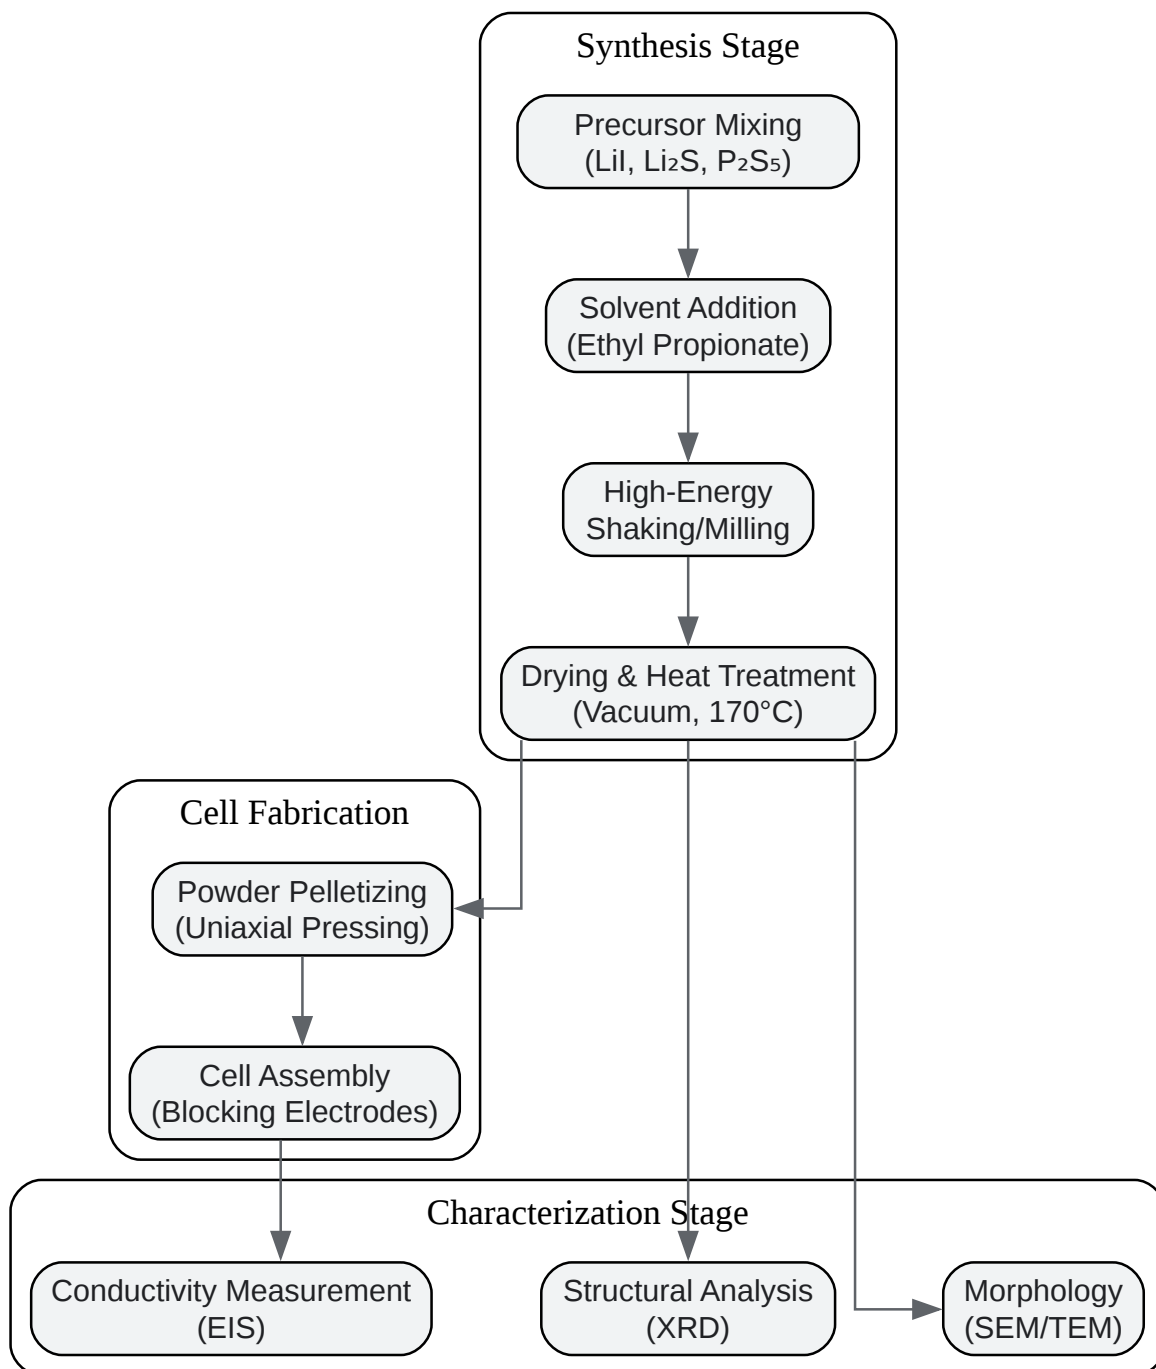 Synthesis Stage
Precursor Mixing
(LiI, Li₂S, P₂S₅)
Solvent Addition
(Ethyl Propionate)
High-Energy
Shaking/Milling
Drying & Heat Treatment
(Vacuum, 170°C)
Cell Fabrication
Powder Pelletizing
(Uniaxial Pressing)
Cell Assembly
(Blocking Electrodes)
Characterization Stage
Conductivity Measurement
(EIS)
Structural Analysis
(XRD)
Morphology
(SEM/TEM)